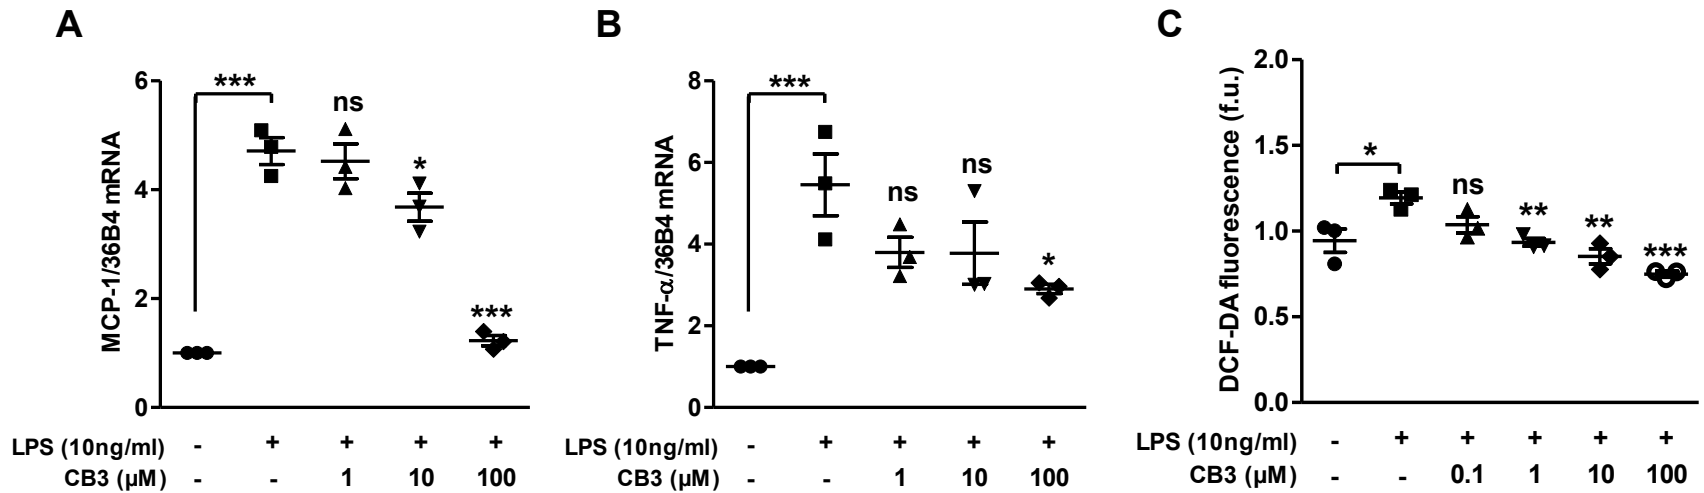 A
MCP-1/36B4 mRNA
6
4
2
0
***
ns
*
***
LPS (10ng/ml) - + + + +
CB3 (µM) - - 1 10 100
B
TNF-α/36B4 mRNA
8
6
4
2
0
***
ns
ns
*
LPS (10ng/ml) - + + + +
CB3 (µM) - - 1 10 100
C
DCF-DA fluorescence (f.u.)
2.0
1.5
1.0
0.5
0.0
*
ns
**
**
***
LPS (10ng/ml) - + + + + +
CB3 (µM) - - 0.1 1 10 100